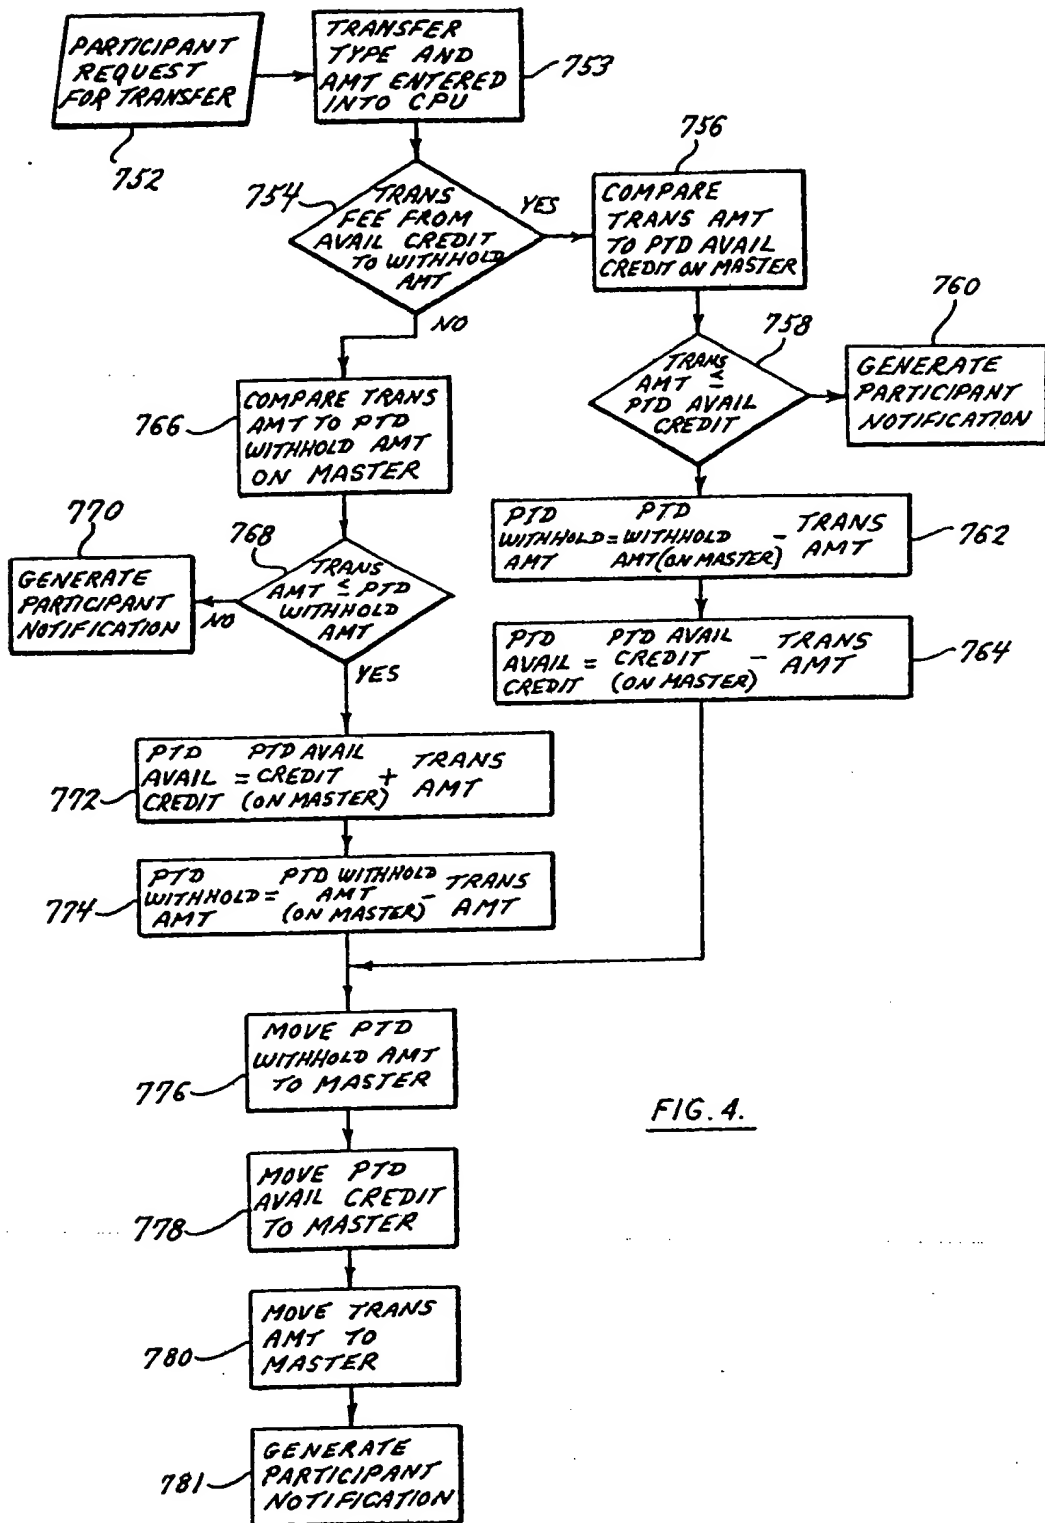 PARTICIPANT
REQUEST
FOR TRANSFER
752
TRANSFER
TYPE AND
AMT ENTERED
INTO CPU
753
754
TRANS
FEE FROM
AVAIL CREDIT
TO WITHHOLD
AMT
YES
NO
756
COMPARE
TRANS AMT
TO PTD AVAIL
CREDIT ON MASTER
758
TRANS
AMT ≤
PTD AVAIL
CREDIT
760
GENERATE
PARTICIPANT
NOTIFICATION
PTD PTD
WITHHOLD = WITHHOLD - TRANS
AMT AMT (ON MASTER) AMT
762
PTD PTD AVAIL
AVAIL = CREDIT - TRANS
CREDIT (ON MASTER) AMT
764
766
COMPARE TRANS
AMT TO PTD
WITHHOLD AMT
ON MASTER
768
TRANS
AMT ≤ PTD
WITHHOLD
AMT
NO
YES
770
GENERATE
PARTICIPANT
NOTIFICATION
772
PTD PTD AVAIL
AVAIL = CREDIT + TRANS
CREDIT (ON MASTER) AMT
774
PTD PTD WITHHOLD
WITHHOLD = AMT - TRANS
AMT (ON MASTER) AMT
776
MOVE PTD
WITHHOLD AMT
TO MASTER
778
MOVE PTD
AVAIL CREDIT
TO MASTER
780
MOVE TRANS
AMT TO
MASTER
781
GENERATE
PARTICIPANT
NOTIFICATION
FIG. 4.